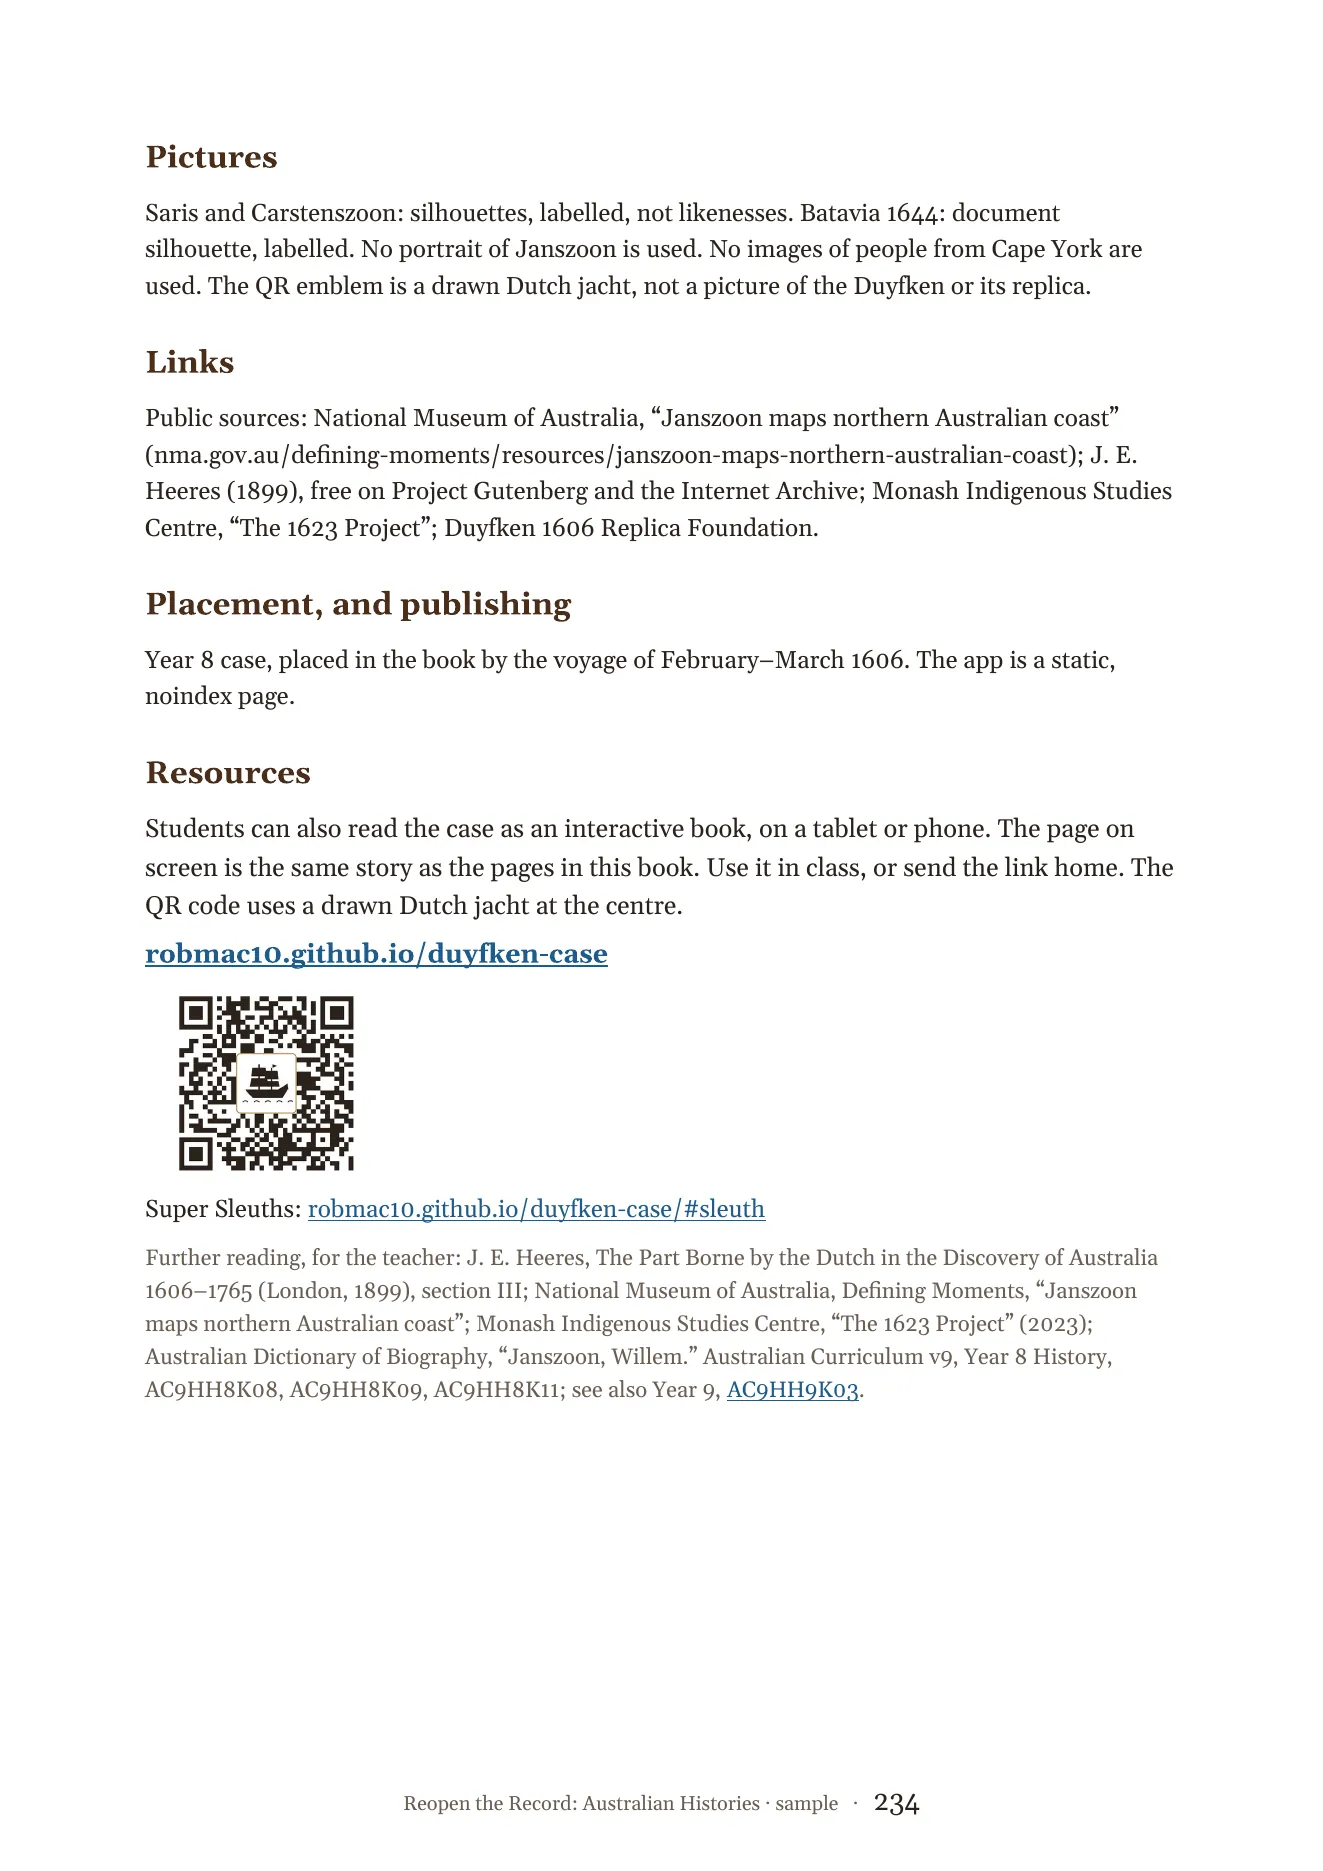 Pictures
Saris and Carstenszoon: silhouettes, labelled, not likenesses. Batavia 1644: document
silhouette, labelled. No portrait of Janszoon is used. No images of people from Cape York are
used. The QR emblem is a drawn Dutch jacht, not a picture of the Duyfken or its replica.
Links
Public sources: National Museum of Australia, “Janszoon maps northern Australian coast”
(nma.gov.au/defining-moments/resources/janszoon-maps-northern-australian-coast); J. E.
Heeres (1899), free on Project Gutenberg and the Internet Archive; Monash Indigenous Studies
Centre, “The 1623 Project”; Duyfken 1606 Replica Foundation.
Placement, and publishing
Year 8 case, placed in the book by the voyage of February–March 1606. The app is a static,
noindex page.
Resources
Students can also read the case as an interactive book, on a tablet or phone. The page on
screen is the same story as the pages in this book. Use it in class, or send the link home. The
QR code uses a drawn Dutch jacht at the centre.
robmac10.github.io/duyfken-case
Super Sleuths: robmac10.github.io/duyfken-case/#sleuth
Further reading, for the teacher: J. E. Heeres, The Part Borne by the Dutch in the Discovery of Australia
1606–1765 (London, 1899), section III; National Museum of Australia, Defining Moments, “Janszoon
maps northern Australian coast”; Monash Indigenous Studies Centre, “The 1623 Project” (2023);
Australian Dictionary of Biography, “Janszoon, Willem.” Australian Curriculum v9, Year 8 History,
AC9HH8K08, AC9HH8K09, AC9HH8K11; see also Year 9, AC9HH9K03.
Reopen the Record: Australian Histories · sample · 234